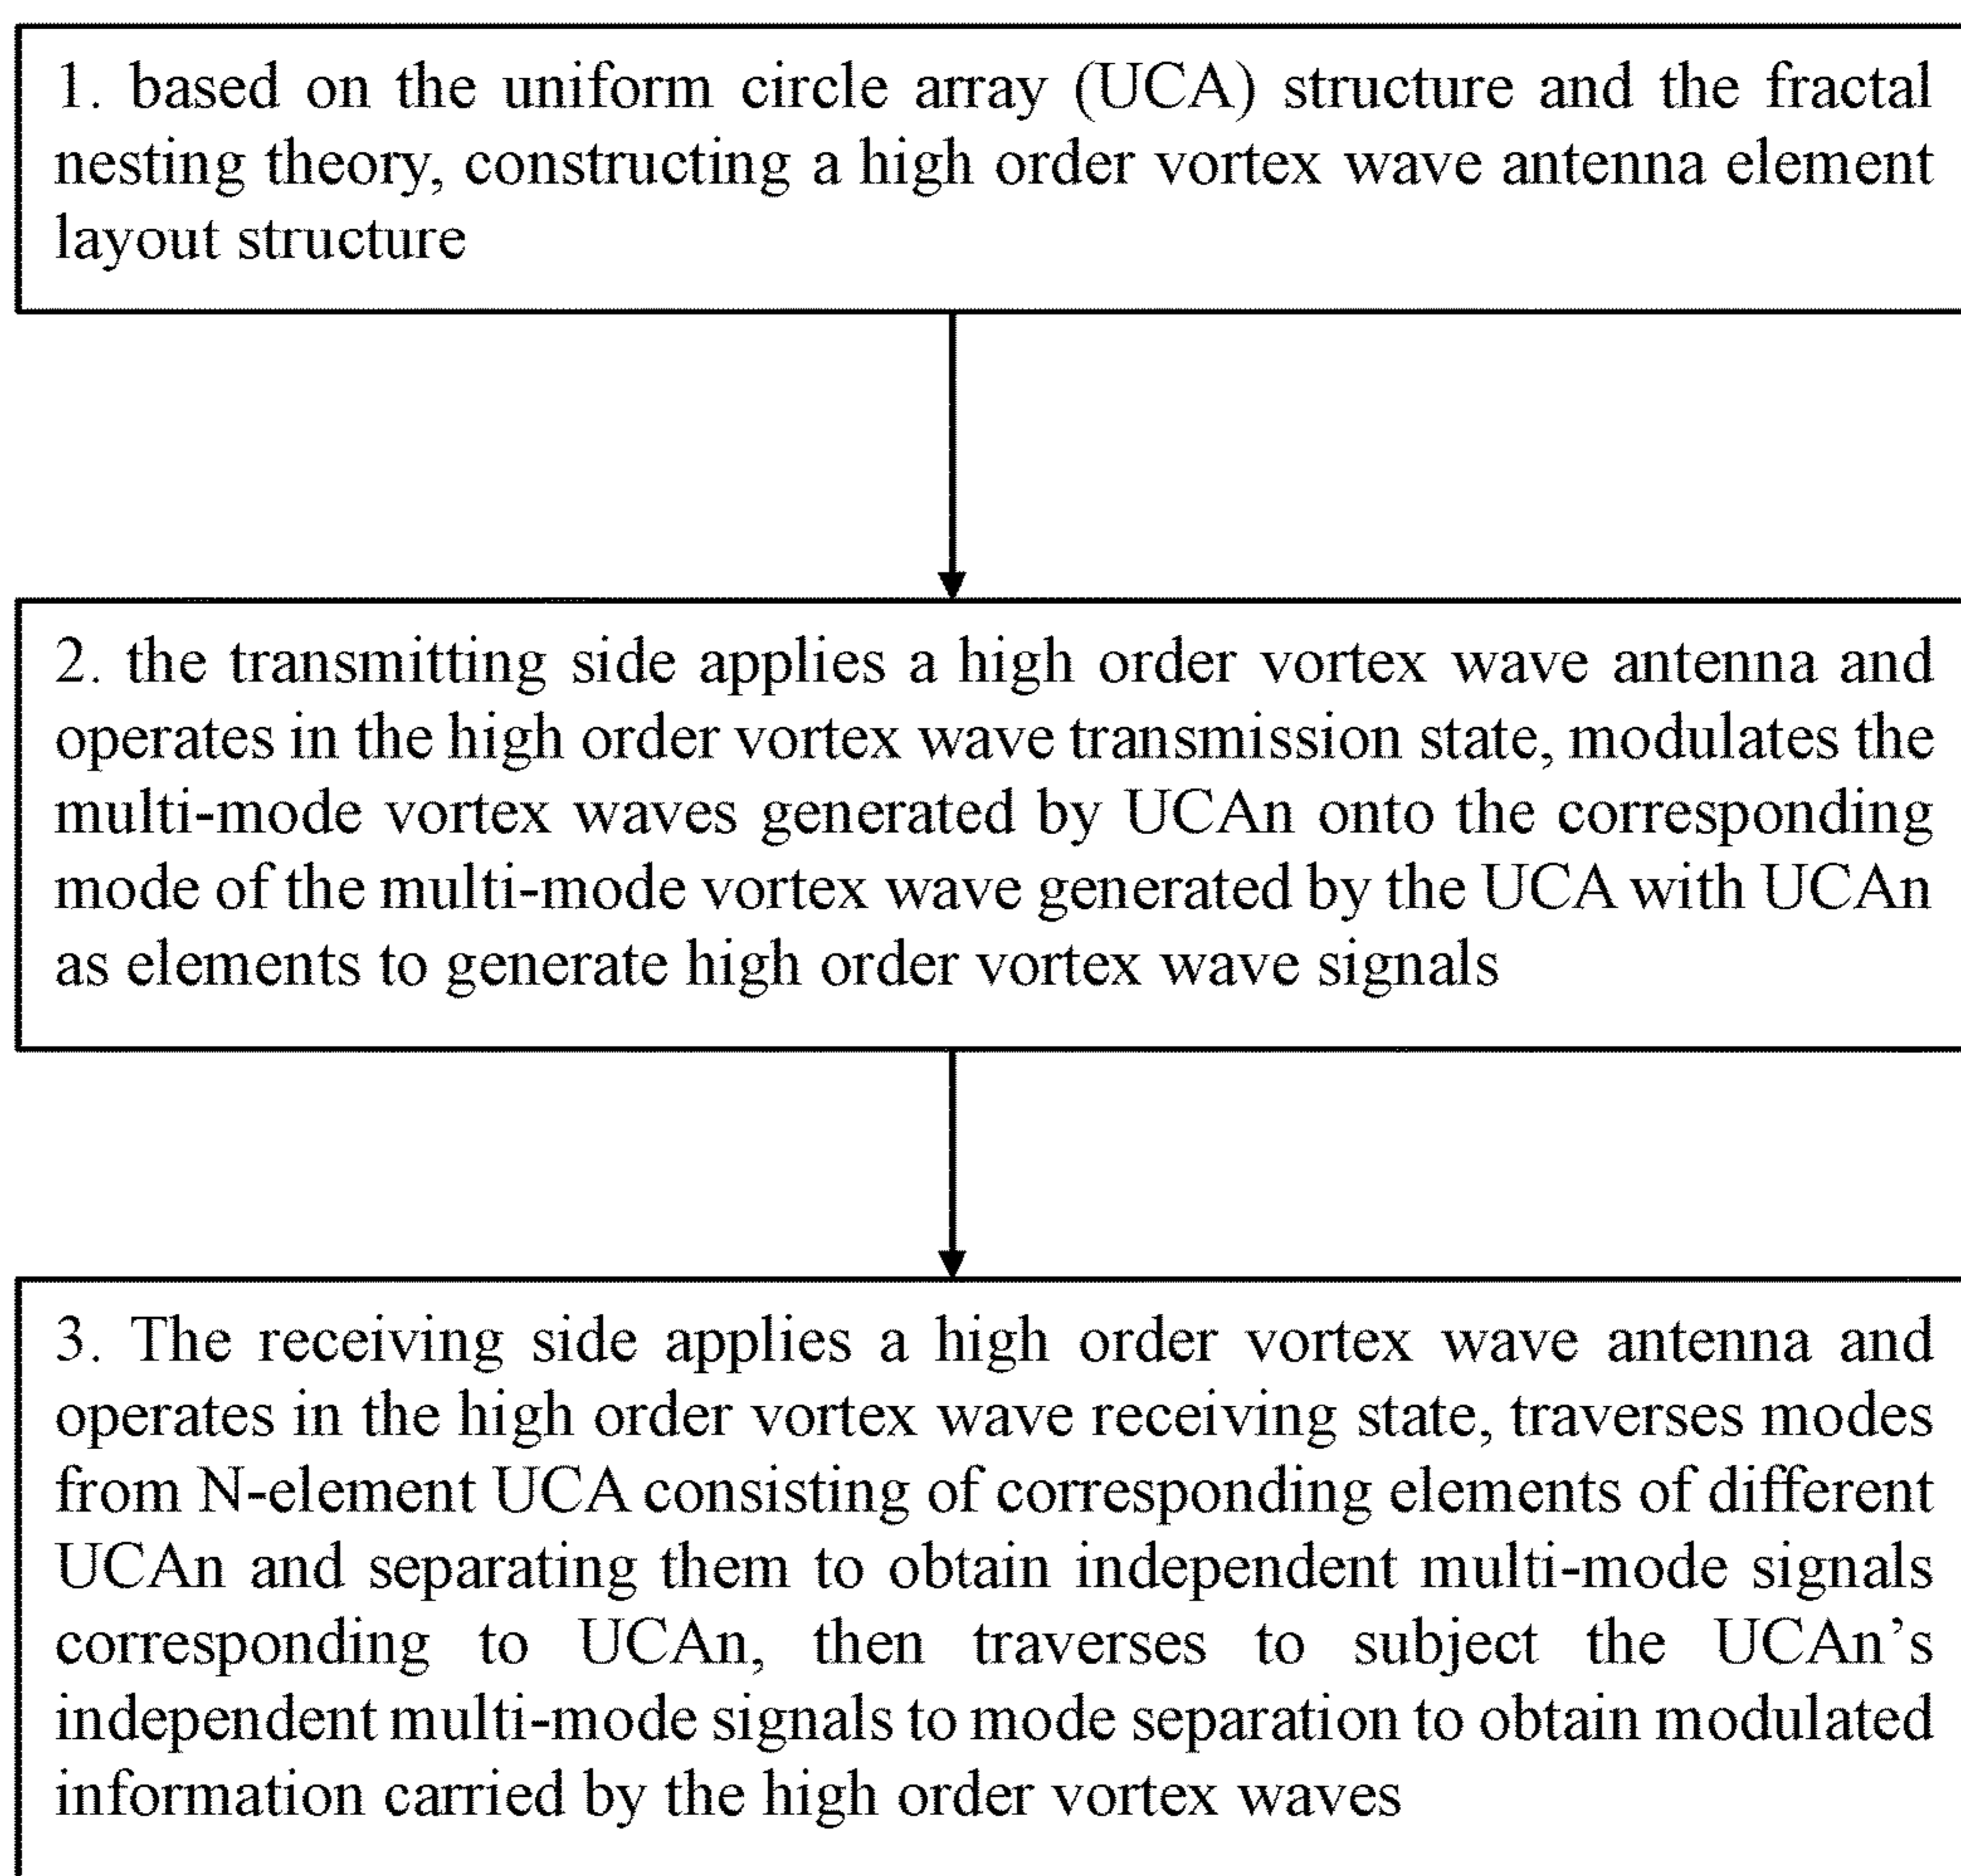 1. based on the uniform circle array (UCA) structure and the fractal
nesting theory, constructing a high order vortex wave antenna element
layout structure
2. the transmitting side applies a high order vortex wave antenna and
operates in the high order vortex wave transmission state, modulates the
multi-mode vortex waves generated by UCAn onto the corresponding
mode of the multi-mode vortex wave generated by the UCA with UCAn
as elements to generate high order vortex wave signals
3. The receiving side applies a high order vortex wave antenna and
operates in the high order vortex wave receiving state, traverses modes
from N-element UCA consisting of corresponding elements of different
UCAn and separating them to obtain independent multi-mode signals
corresponding to UCAn, then traverses to subject the UCAn’s
independent multi-mode signals to mode separation to obtain modulated
information carried by the high order vortex waves